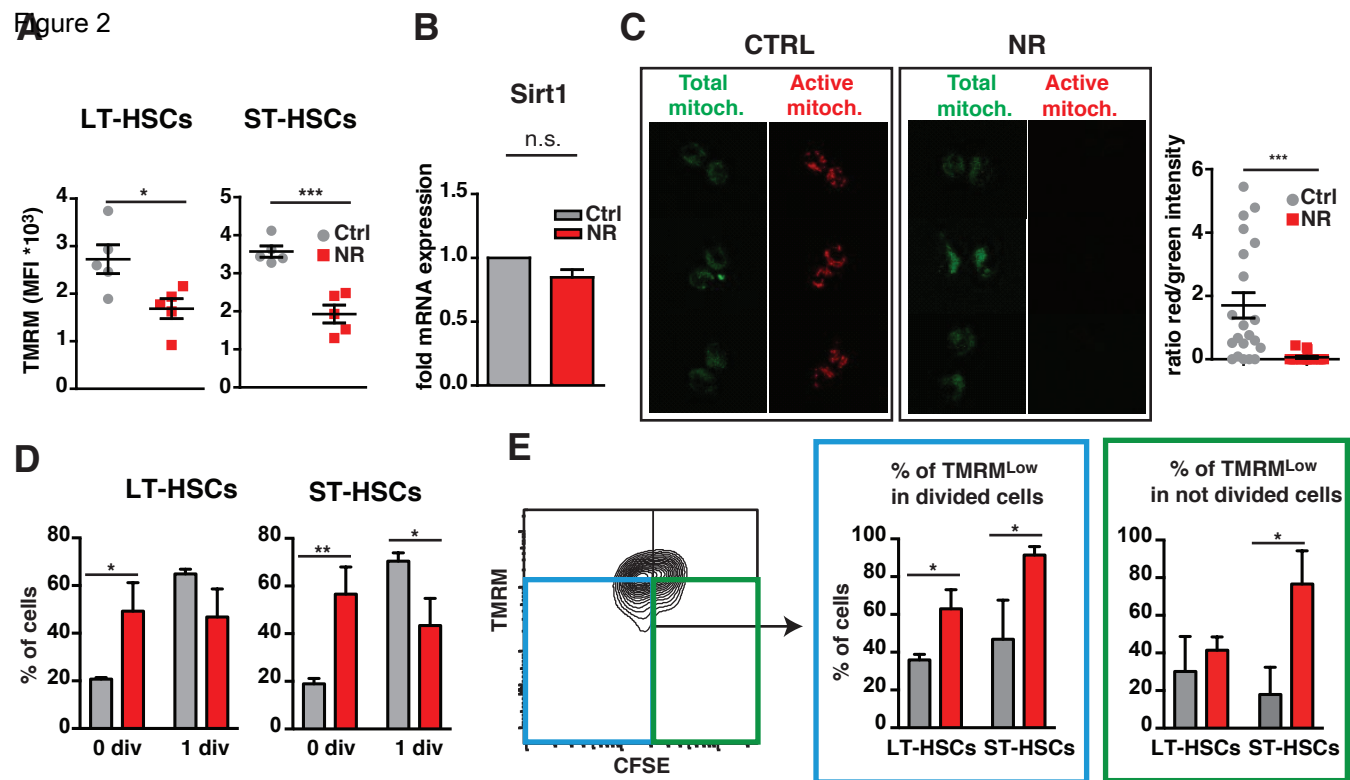 Figure 2
A
LT-HSCs
ST-HSCs
TMRM (MFI *10³)
4
3
2
1
0
*
5
4
3
2
1
0
***
Ctrl
NR
B
Sirt1
n.s.
fold mRNA expression
1.5
1.0
0.5
0.0
Ctrl
NR
C
CTRL
NR
Total
mitoch.
Active
mitoch.
Total
mitoch.
Active
mitoch.
ratio red/green intensity
6
4
2
0
***
Ctrl
NR
D
LT-HSCs
ST-HSCs
% of cells
80
60
40
20
0
*
0 div
1 div
80
60
40
20
0
**
*
0 div
1 div
E
TMRM
CFSE
% of TMRMLow
in divided cells
% of cells
100
80
60
40
20
0
*
*
LT-HSCs
ST-HSCs
% of TMRMLow
in not divided cells
100
80
60
40
20
0
*
LT-HSCs
ST-HSCs